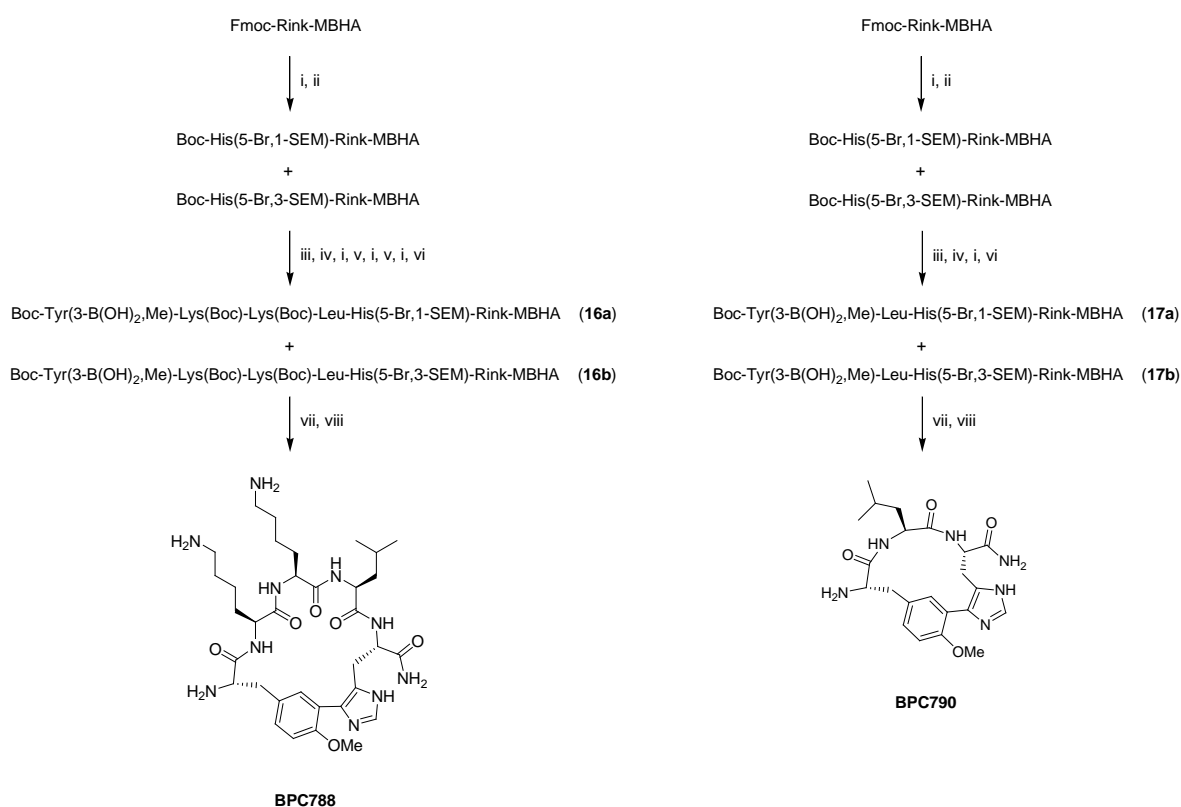 Fmoc-Rink-MBHA
i, ii
Boc-His(5-Br,1-SEM)-Rink-MBHA
+
Boc-His(5-Br,3-SEM)-Rink-MBHA
iii, iv, i, v, i, v, i, vi
Boc-Tyr(3-B(OH)2,Me)-Lys(Boc)-Lys(Boc)-Leu-His(5-Br,1-SEM)-Rink-MBHA (16a)
+
Boc-Tyr(3-B(OH)2,Me)-Lys(Boc)-Lys(Boc)-Leu-His(5-Br,3-SEM)-Rink-MBHA (16b)
vii, viii
NH2
H2N
H
N
O
HN
O
O
O
HN
NH
O
O
NH2
H2N
NH
N
OMe
BPC788
Fmoc-Rink-MBHA
i, ii
Boc-His(5-Br,1-SEM)-Rink-MBHA
+
Boc-His(5-Br,3-SEM)-Rink-MBHA
iii, iv, i, vi
Boc-Tyr(3-B(OH)2,Me)-Leu-His(5-Br,1-SEM)-Rink-MBHA (17a)
+
Boc-Tyr(3-B(OH)2,Me)-Leu-His(5-Br,3-SEM)-Rink-MBHA (17b)
vii, viii
O
HN
HN
O
O
NH2
H2N
NH
N
OMe
BPC790